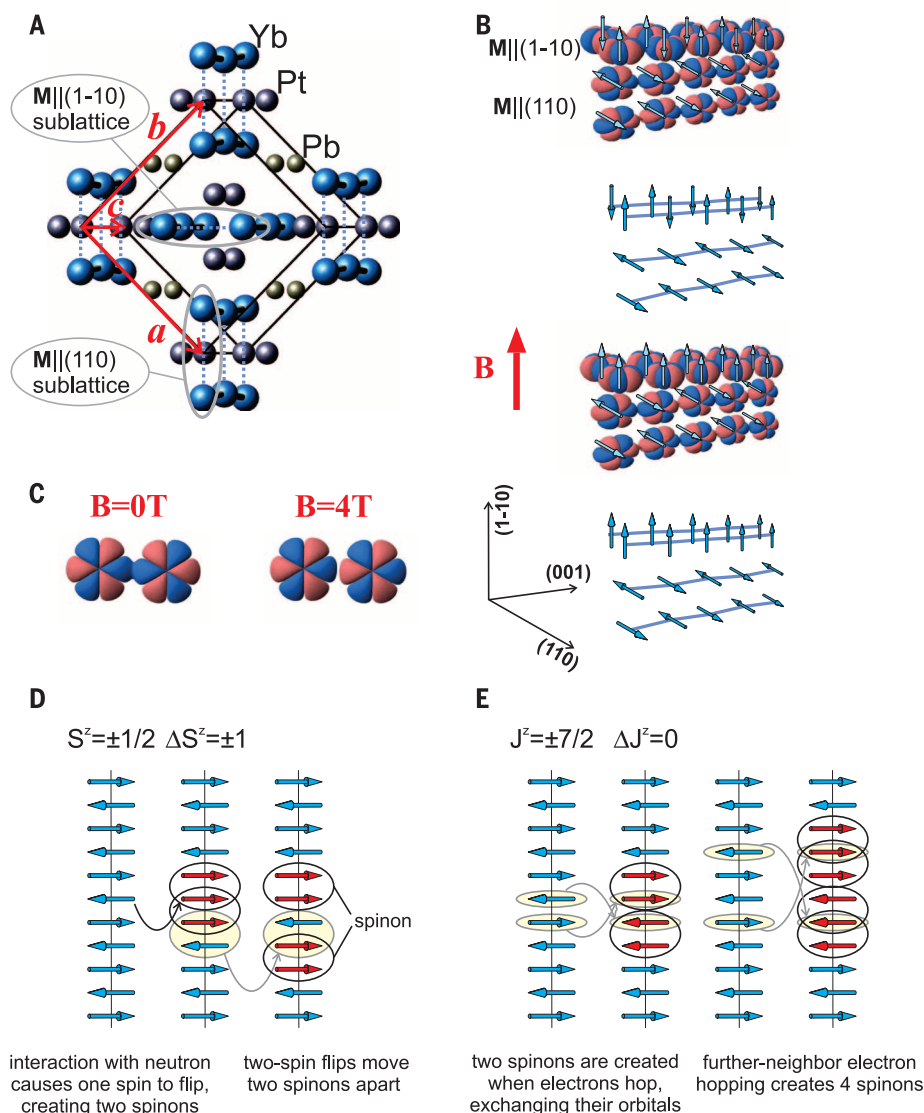 A
Yb
Pt
Pb
M||(1-10)
sublattice
b
c
a
M||(110)
sublattice
B
M||(1-10)
M||(110)
B
C
B=0T
B=4T
(1-10)
(001)
(110)
D
S^z=±1/2 ΔS^z=±1
spinon
interaction with neutron
causes one spin to flip,
creating two spinons
two-spin flips move
two spinons apart
E
J^z=±7/2 ΔJ^z=0
two spinons are created
when electrons hop,
exchanging their orbitals
further-neighbor electron
hopping creates 4 spinons